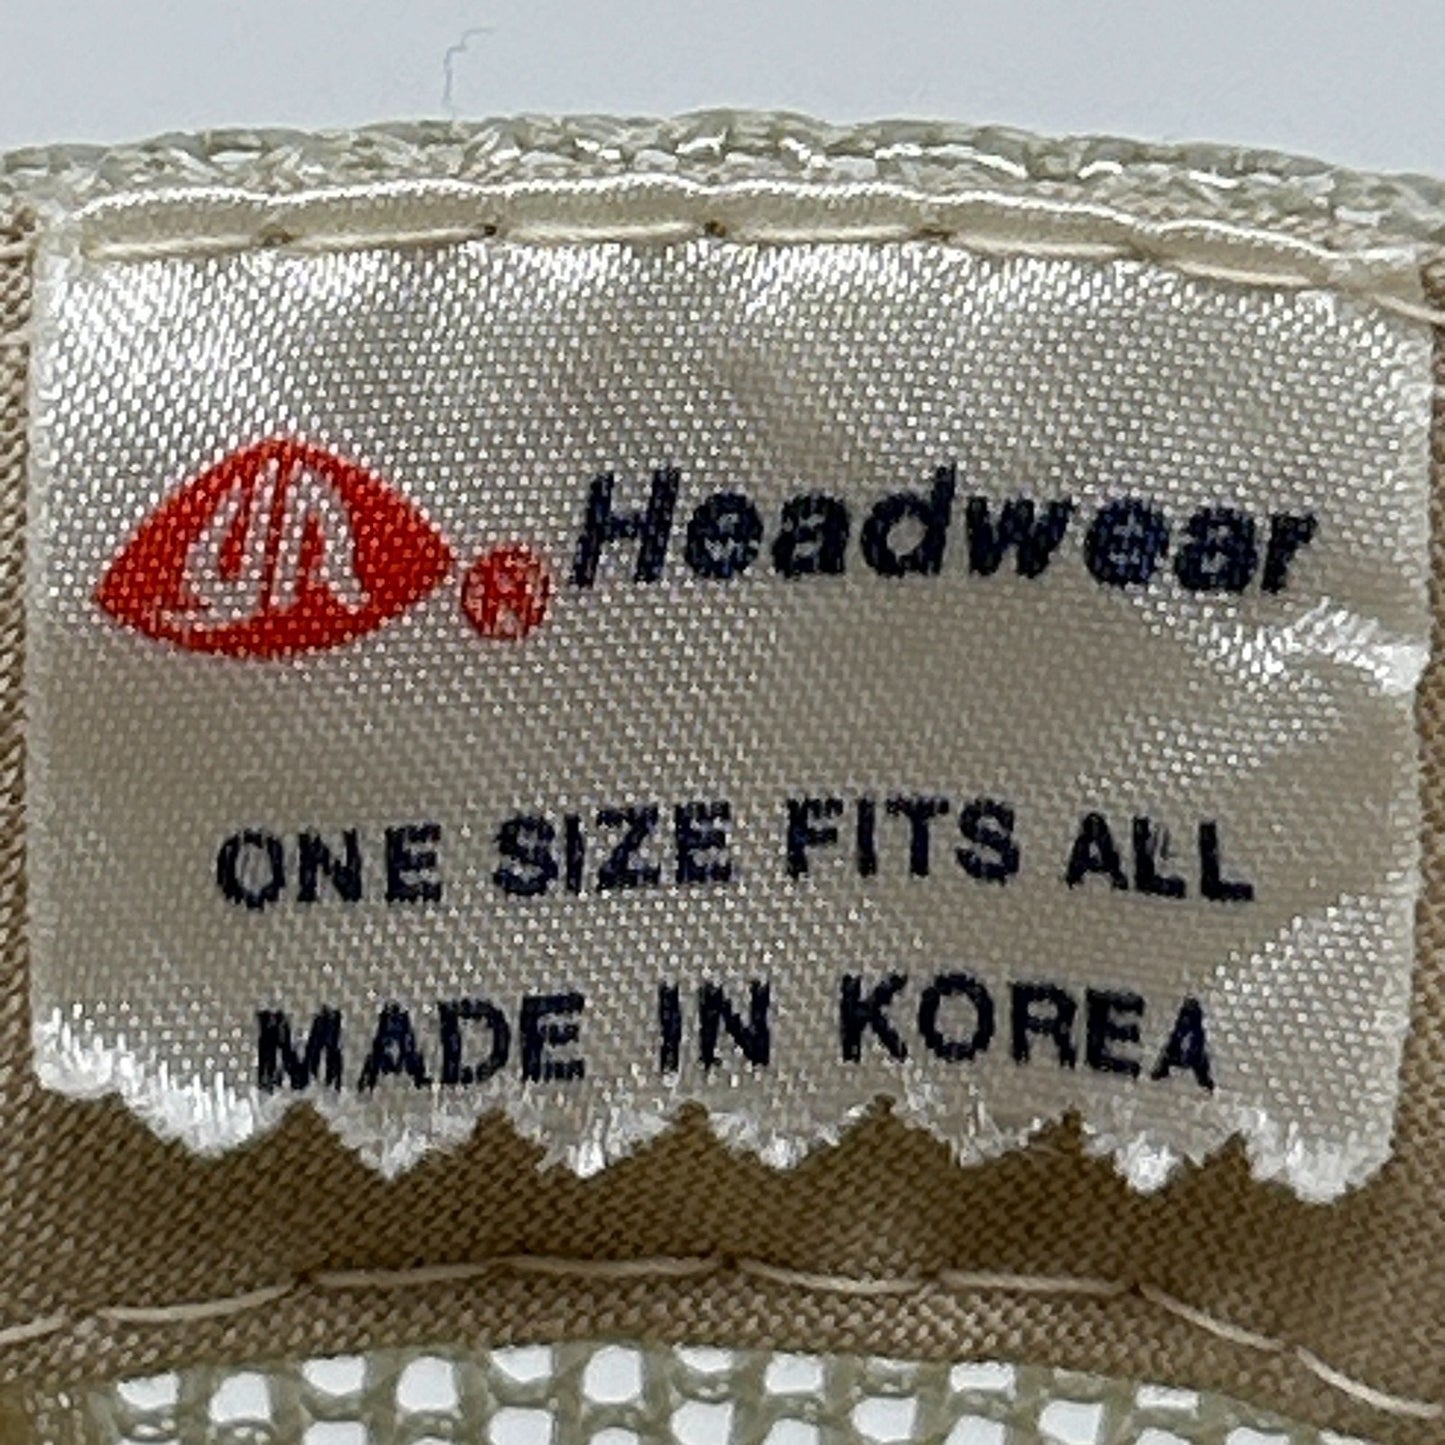 ® Headwear
ONE SIZE FITS ALL
MADE IN KOREA